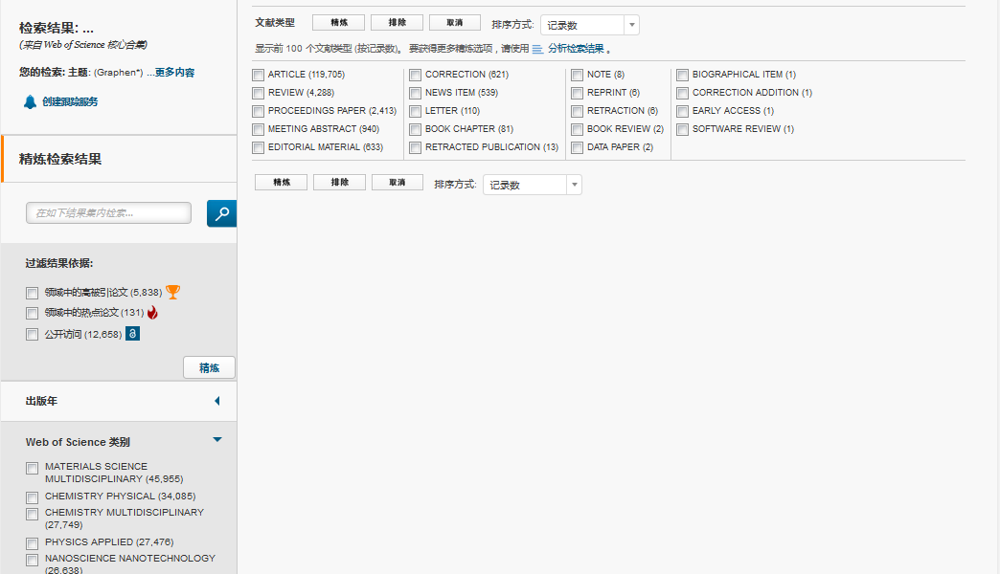 检索结果: ...
(来自 Web of Science 核心合集)
您的检索: 主题: (Graphen*) ...更多内容
创建跟踪服务
精炼检索结果
在如下结果集内检索...
过滤结果依据:
领域中的高被引论文 (5,838)
领域中的热点论文 (131)
公开访问 (12,658)
精炼
出版年
Web of Science 类别
MATERIALS SCIENCE
MULTIDISCIPLINARY (45,955)
CHEMISTRY PHYSICAL (34,085)
CHEMISTRY MULTIDISCIPLINARY
(27,749)
PHYSICS APPLIED (27,476)
NANOSCIENCE NANOTECHNOLOGY
(26,638)
文献类型 精炼 排除 取消 排序方式: 记录数
显示前 100 个文献类型 (按记录数)。 要获得更多精炼选项，请使用 分析检索结果 。
ARTICLE (119,705)
REVIEW (4,288)
PROCEEDINGS PAPER (2,413)
MEETING ABSTRACT (940)
EDITORIAL MATERIAL (633)
CORRECTION (621)
NEWS ITEM (539)
LETTER (110)
BOOK CHAPTER (81)
RETRACTED PUBLICATION (13)
NOTE (8)
REPRINT (6)
RETRACTION (6)
BOOK REVIEW (2)
DATA PAPER (2)
BIOGRAPHICAL ITEM (1)
CORRECTION ADDITION (1)
EARLY ACCESS (1)
SOFTWARE REVIEW (1)
精炼 排除 取消 排序方式: 记录数